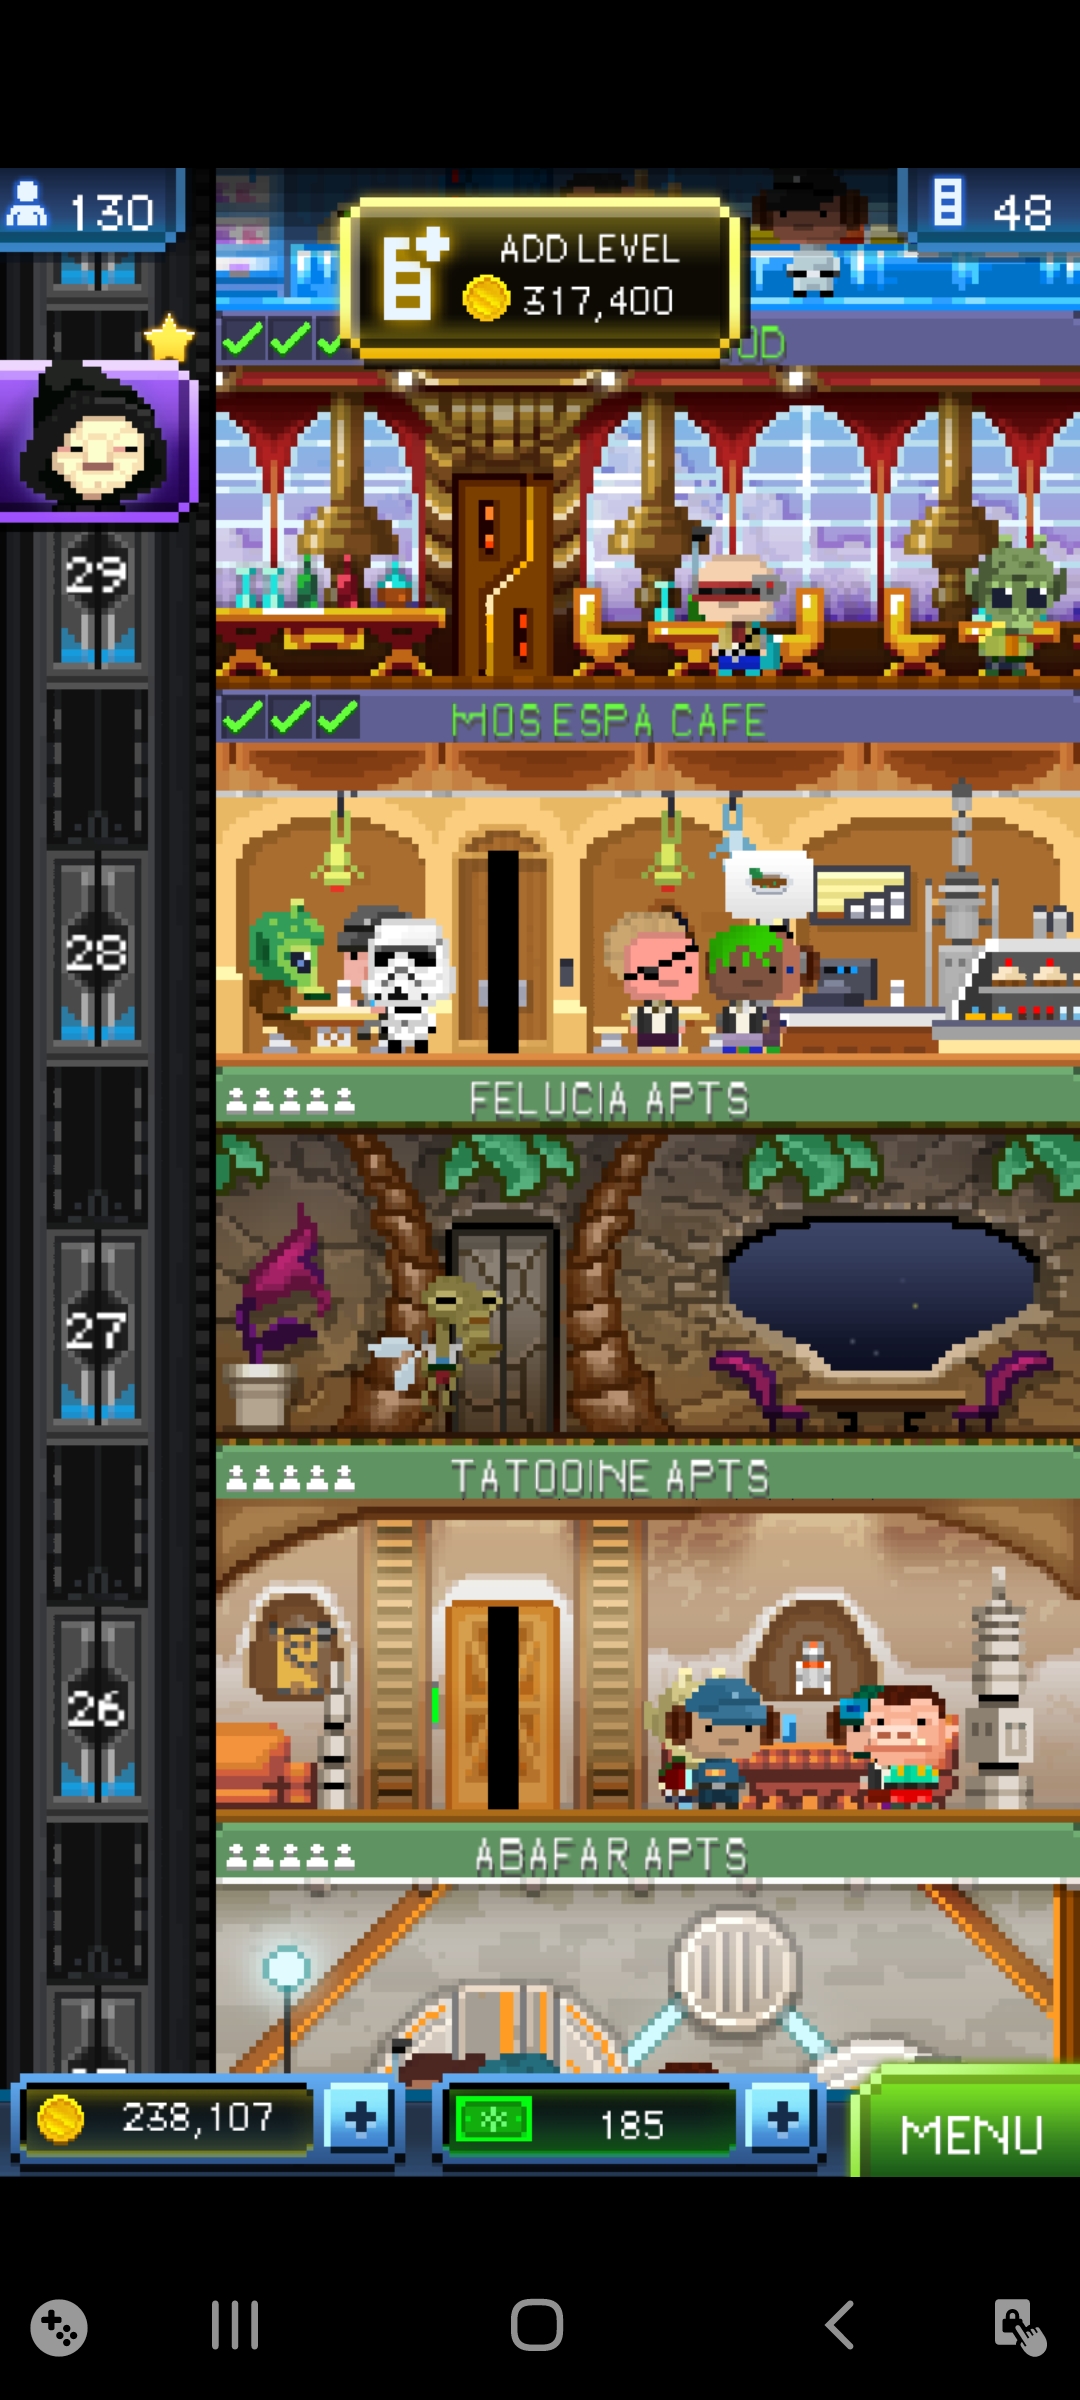 130
ADD LEVEL
317,400
48
29
MOS ESPA CAFE
28
FELUCIA APTS
27
TATOOINE APTS
26
ABAFAR APTS
238,107
185
MENU